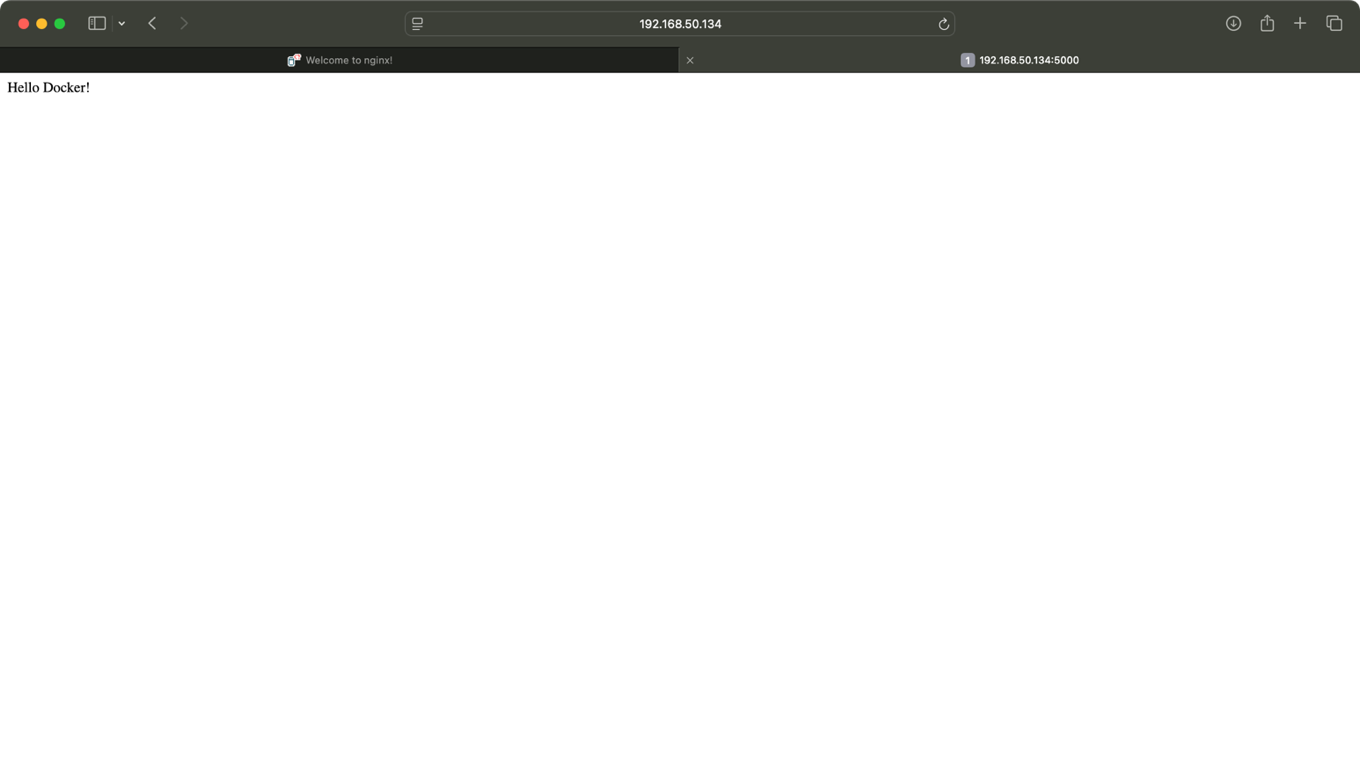 192.168.50.134
Welcome to nginx!
1 192.168.50.134:5000
Hello Docker!